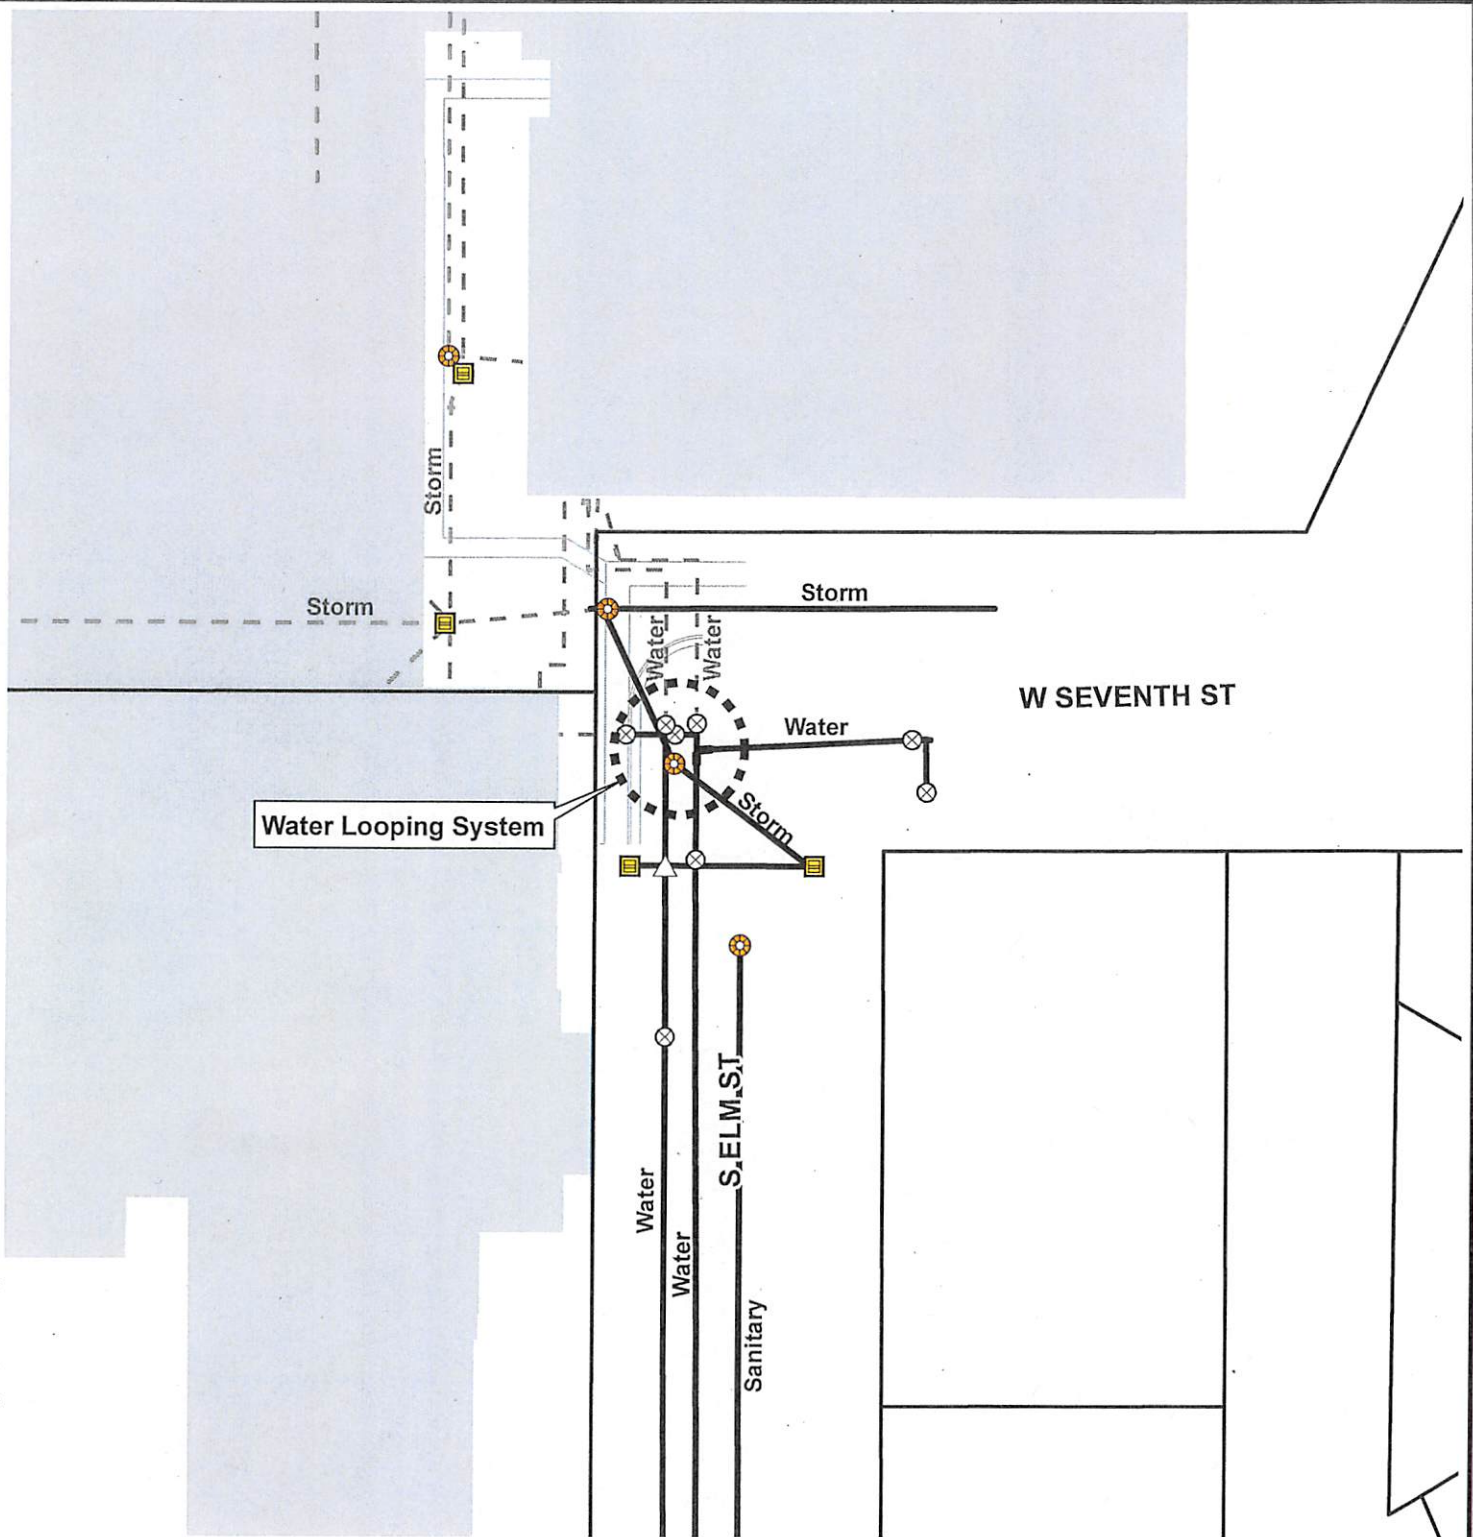 Storm
Storm
Storm
Water
Water
W SEVENTH ST
Water
Water Looping System
Storm
S ELM ST
Water
Water
Sanitary